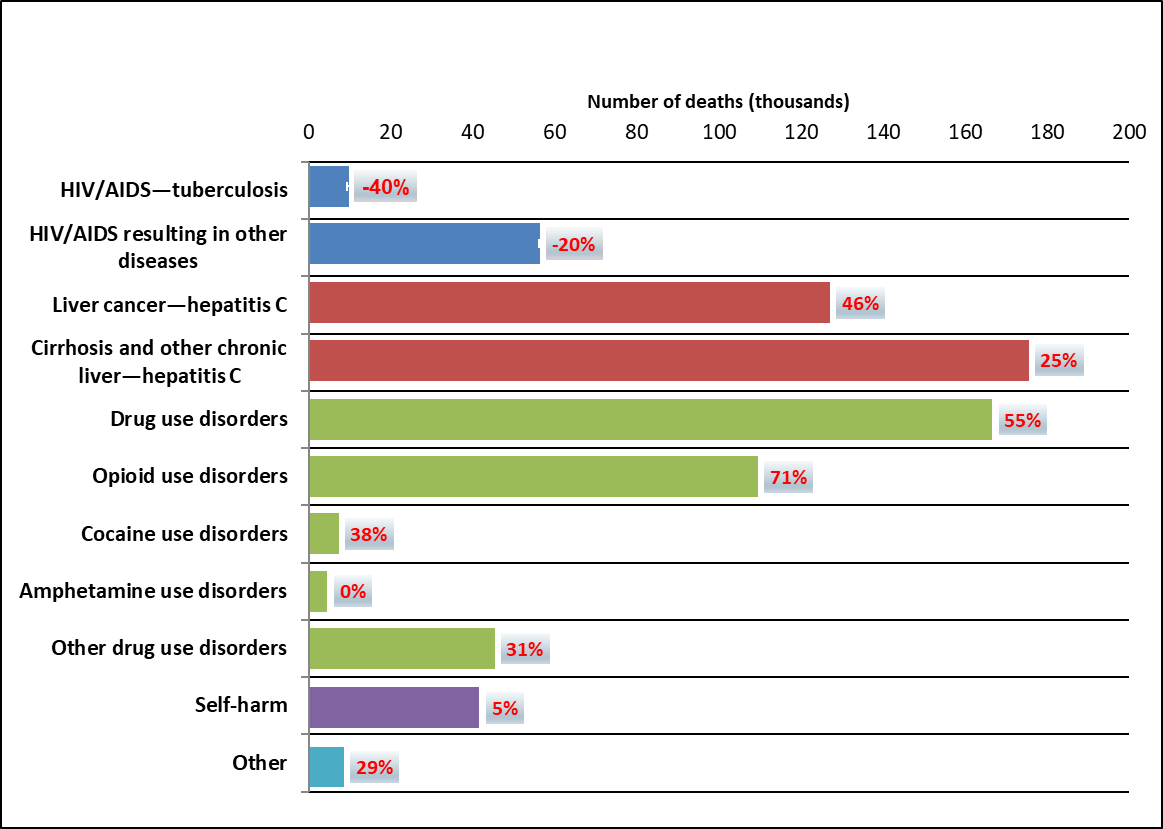 Number of deaths (thousands)
0 20 40 60 80 100 120 140 160 180 200
HIV/AIDS—tuberculosis -40%
HIV/AIDS resulting in other
diseases -20%
Liver cancer—hepatitis C 46%
Cirrhosis and other chronic
liver—hepatitis C 25%
Drug use disorders 55%
Opioid use disorders 71%
Cocaine use disorders 38%
Amphetamine use disorders 0%
Other drug use disorders 31%
Self-harm 5%
Other 29%